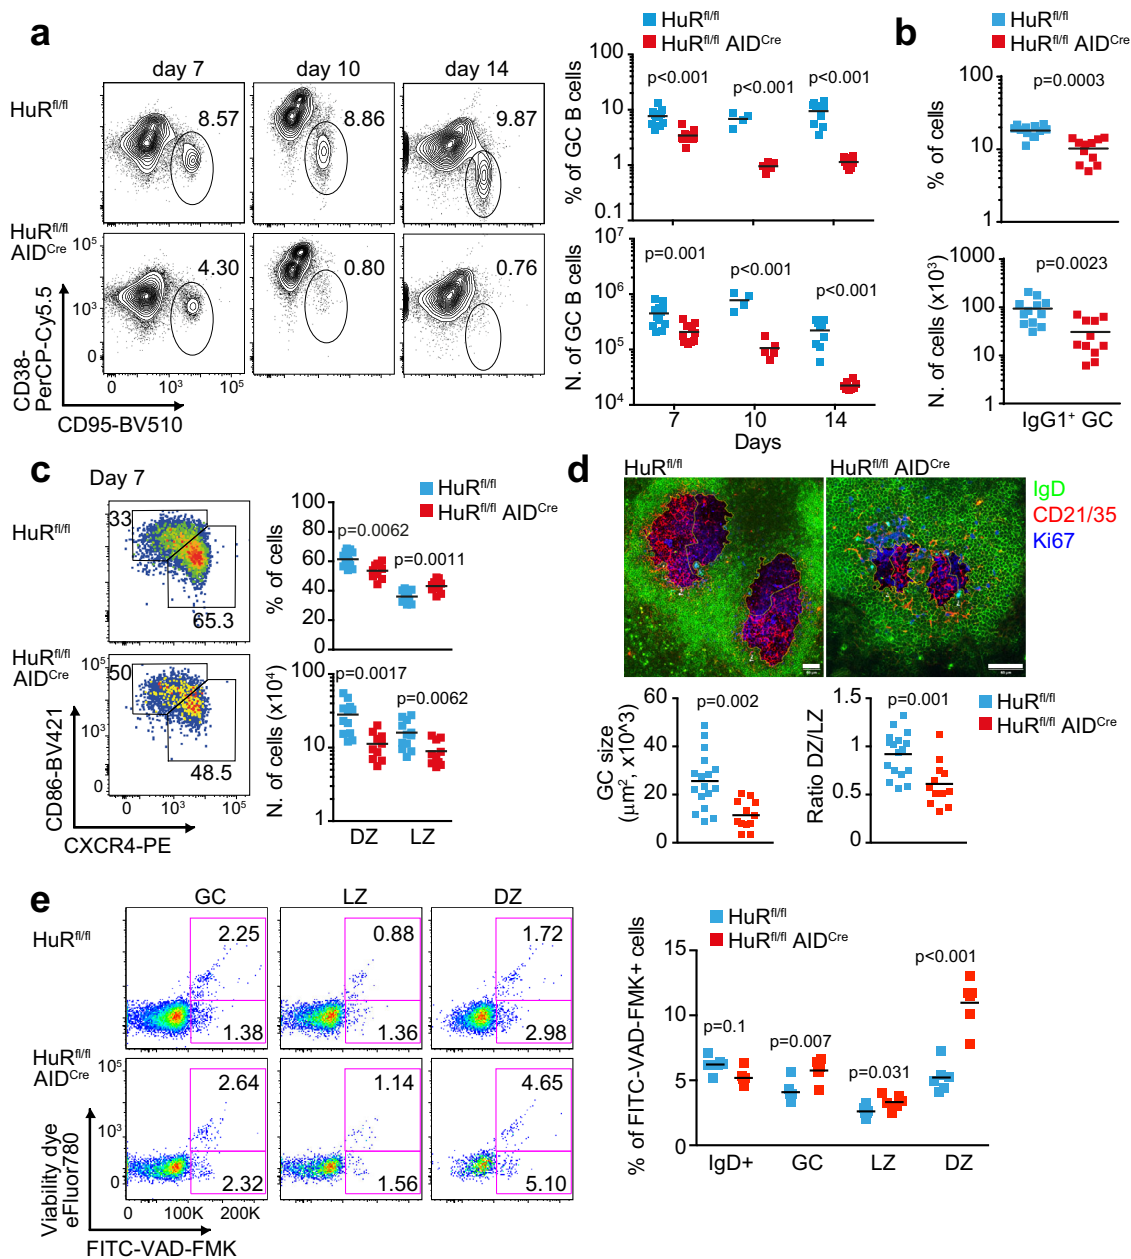 a
day 7
day 10
day 14
HuRfl/fl
8.57
8.86
9.87
HuRfl/fl
AIDCre
4.30
0.80
0.76
10⁵
10³
0
0
10³
10⁵
CD38-
PerCP-Cy5.5
CD95-BV510
HuRfl/fl
HuRfl/fl AIDCre
% of GC B cells
100
10
1
0.1
p<0.001
p<0.001
p<0.001
N. of GC B cells
10⁷
10⁶
10⁵
10⁴
p=0.001
p<0.001
p<0.001
7
10
14
Days
b
HuRfl/fl
HuRfl/fl AIDCre
% of cells
100
10
1
p=0.0003
N. of cells (x10³)
1000
100
10
1
p=0.0023
IgG1⁺ GC
c
Day 7
HuRfl/fl
33
65.3
HuRfl/fl
AIDCre
50
48.5
10⁵
10³
0
0
10³
10⁵
CD86-BV421
CXCR4-PE
HuRfl/fl
HuRfl/fl AIDCre
% of cells
100
80
60
40
20
0
p=0.0062
p=0.0011
N. of cells (x10⁴)
100
10
1
p=0.0017
p=0.0062
DZ
LZ
d
HuRfl/fl
HuRfl/fl AIDCre
IgD
CD21/35
Ki67
GC size
(μm², x10^3)
60
40
20
0
p=0.002
Ratio DZ/LZ
1.5
1
0.5
0
p=0.001
HuRfl/fl
HuRfl/fl AIDCre
e
GC
LZ
DZ
HuRfl/fl
2.25
1.38
0.88
1.36
1.72
2.98
HuRfl/fl
AIDCre
2.64
2.32
1.14
1.56
4.65
5.10
10⁵
10³
0
0
100K
200K
Viability dye
eFluor780
FITC-VAD-FMK
HuRfl/fl
HuRfl/fl AIDCre
% of FITC-VAD-FMK+ cells
15
10
5
0
p=0.1
p=0.007
p=0.031
p<0.001
IgD+
GC
LZ
DZ